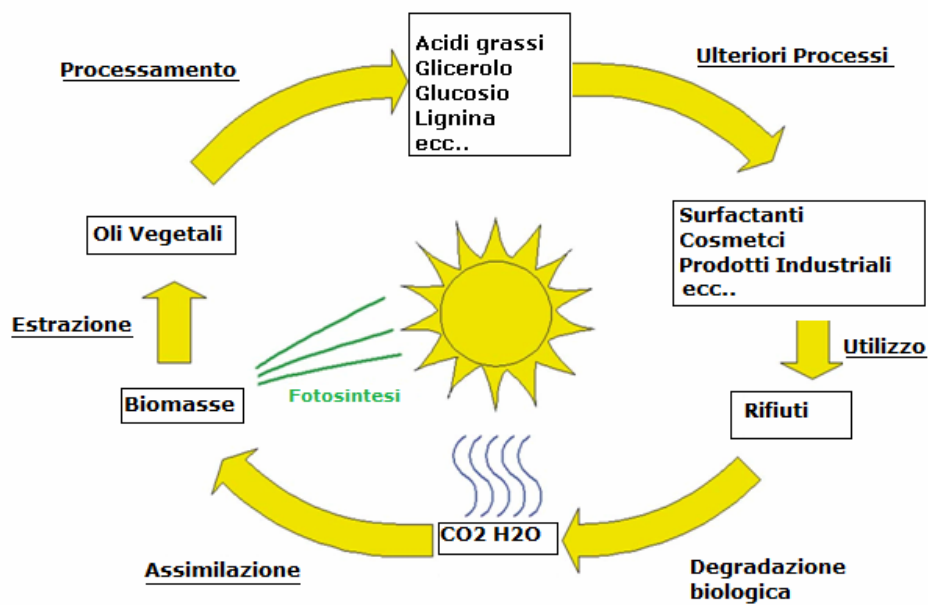 Processamento
Acidi grassi
Glicerolo
Glucosio
Lignina
ecc..
Ulteriori Processi
Oli Vegetali
Surfactanti
Cosmetci
Prodotti Industriali
ecc..
Estrazione
Utilizzo
Biomasse
Fotosintesi
Rifiuti
CO2 H2O
Assimilazione
Degradazione
biologica